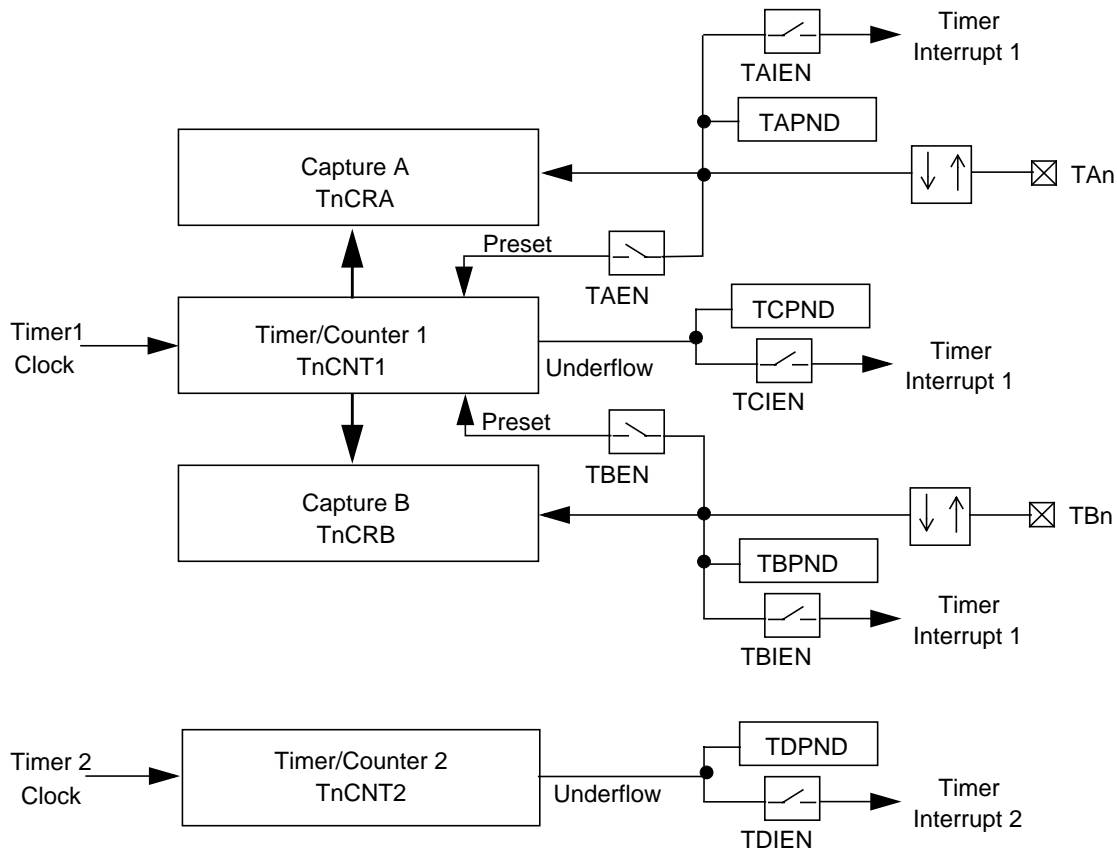 Timer
Interrupt 1
TAIEN
TAPND
Capture A
TnCRA
TAn
Preset
TAEN
TCPND
Timer1
Clock
Timer/Counter 1
TnCNT1
Underflow
Timer
Interrupt 1
TCIEN
Preset
TBEN
Capture B
TnCRB
TBn
TBPND
Timer
Interrupt 1
TBIEN
TDPND
Timer 2
Clock
Timer/Counter 2
TnCNT2
Underflow
Timer
Interrupt 2
TDIEN